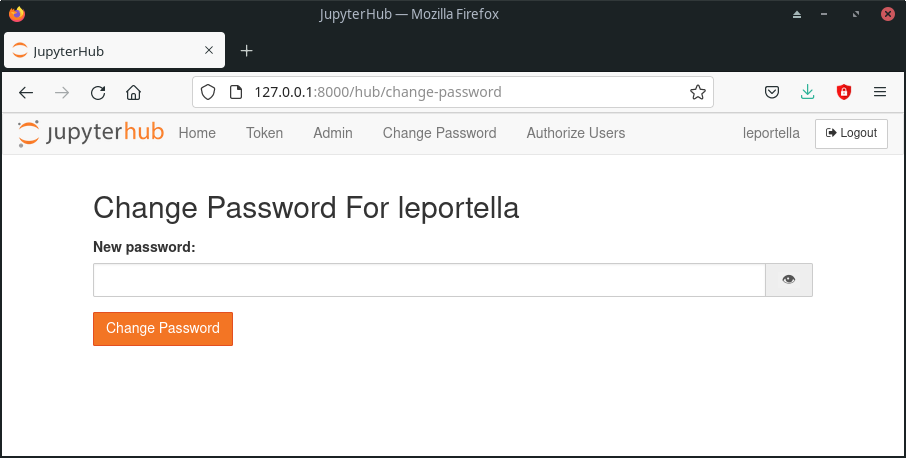 JupyterHub — Mozilla Firefox
JupyterHub
127.0.0.1:8000/hub/change-password
jupyterhub Home Token Admin Change Password Authorize Users leportella Logout
Change Password For leportella
New password:
Change Password